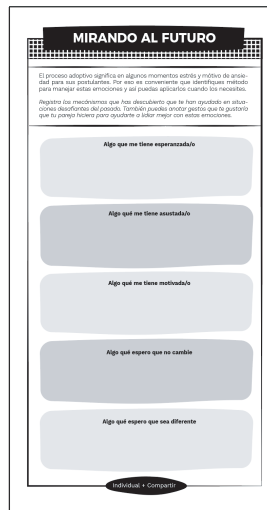 MIRANDO AL FUTURO
El proceso adoptivo significa en algunos momentos estrés y mótivo de ansie-
dad para sus postulantes. Por eso es conveniente que identifiques método
para manejar estas emociones y así puedas aplicarlos cuando los necesites.
Registra los mecánismos que has descubierto que te han ayudado en situa-
ciones desafiantes del pasado. También puedes anotar gestos que te gustaría
que tu pareja hiciera para ayudarte a lidiar mejor con estas emociones.
Algo que me tiene esperanzada/o
Algo qué me tiene asustada/o
Algo qué me tiene motivada/o
Algo qué espero que no cambie
Algo qué espero que sea diferente
Individual + Compartir